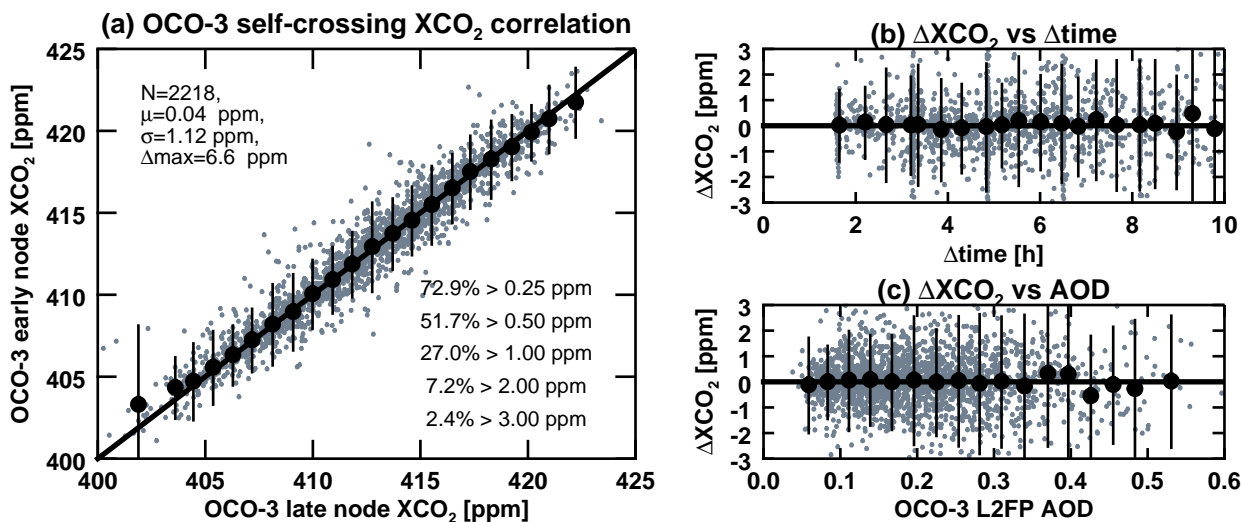 (a) OCO-3 self-crossing XCO₂ correlation
425
420
415
410
405
400
OCO-3 early node XCO₂ [ppm]
N=2218,
μ=0.04 ppm,
σ=1.12 ppm,
Δmax=6.6 ppm
72.9% > 0.25 ppm
51.7% > 0.50 ppm
27.0% > 1.00 ppm
7.2% > 2.00 ppm
2.4% > 3.00 ppm
400 405 410 415 420 425
OCO-3 late node XCO₂ [ppm]
(b) ΔXCO₂ vs Δtime
3
2
1
0
-1
-2
-3
ΔXCO₂ [ppm]
0 2 4 6 8 10
Δtime [h]
(c) ΔXCO₂ vs AOD
3
2
1
0
-1
-2
-3
ΔXCO₂ [ppm]
0.0 0.1 0.2 0.3 0.4 0.5 0.6
OCO-3 L2FP AOD